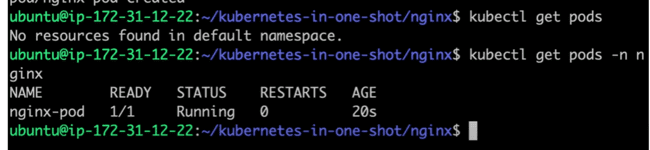 pod/nginx-pod created
ubuntu@ip-172-31-12-22:~/kubernetes-in-one-shot/nginx$ kubectl get pods
No resources found in default namespace.
ubuntu@ip-172-31-12-22:~/kubernetes-in-one-shot/nginx$ kubectl get pods -n n
ginx
NAME READY STATUS RESTARTS AGE
nginx-pod 1/1 Running 0 20s
ubuntu@ip-172-31-12-22:~/kubernetes-in-one-shot/nginx$